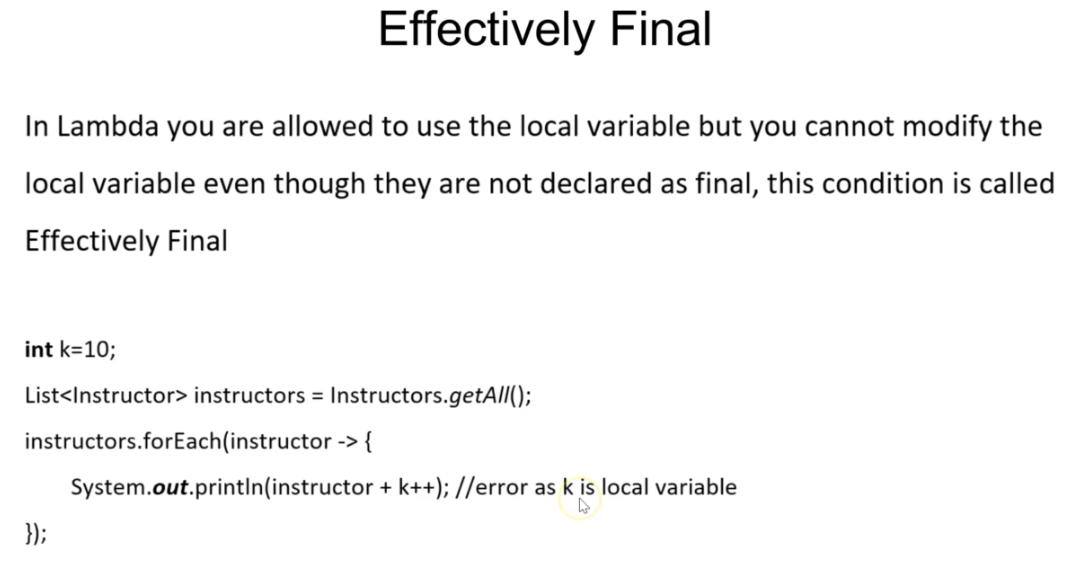 Effectively Final
In Lambda you are allowed to use the local variable but you cannot modify the
local variable even though they are not declared as final, this condition is called
Effectively Final
int k=10;
List<Instructor> instructors = Instructors.getAll();
instructors.forEach(instructor -> {
System.out.println(instructor + k++); //error as k is local variable
});